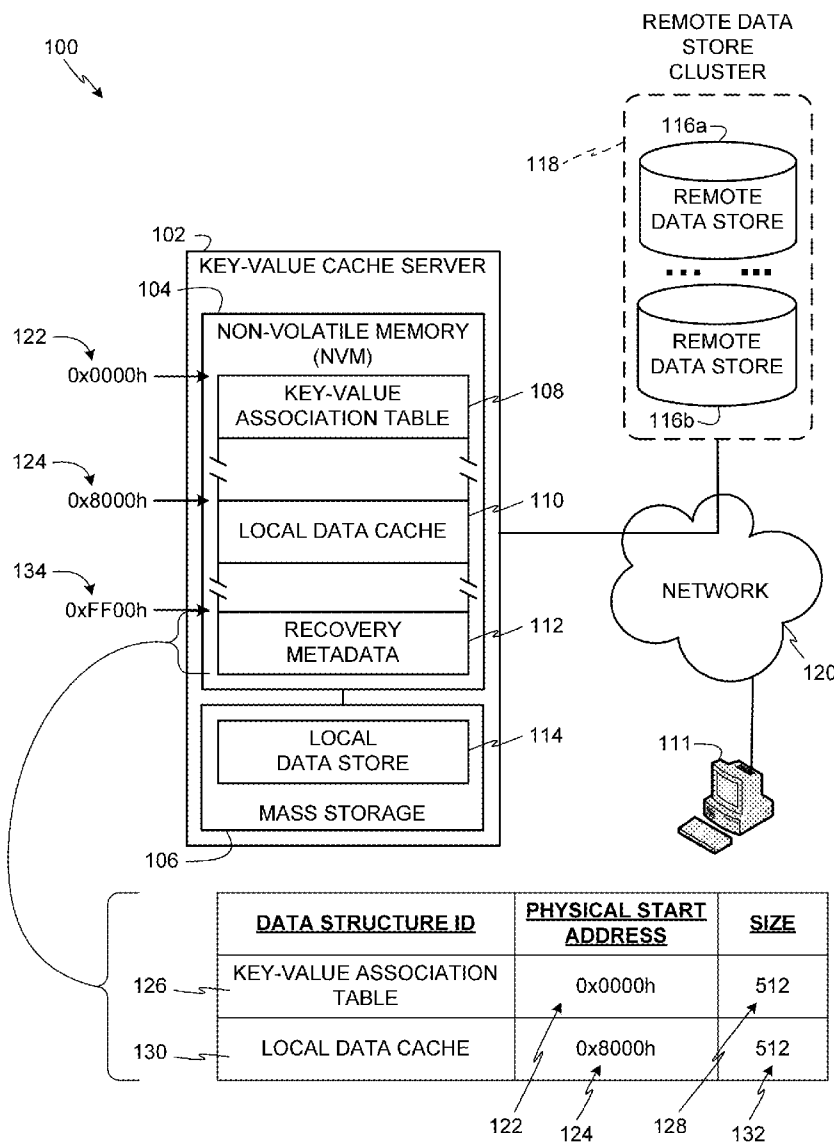 100
REMOTE DATA
STORE
CLUSTER
116a
118
REMOTE
DATA STORE
... ...
REMOTE
DATA STORE
116b
102
KEY-VALUE CACHE SERVER
104
NON-VOLATILE MEMORY
(NVM)
122
0x0000h
KEY-VALUE
ASSOCIATION TABLE
108
124
0x8000h
110
LOCAL DATA CACHE
134
0xFF00h
RECOVERY
METADATA
112
NETWORK
120
LOCAL
DATA STORE
114
MASS STORAGE
106
111
DATA STRUCTURE ID
PHYSICAL START
ADDRESS
SIZE
126
KEY-VALUE ASSOCIATION
TABLE
0x0000h
512
130
LOCAL DATA CACHE
0x8000h
512
122
124
128
132